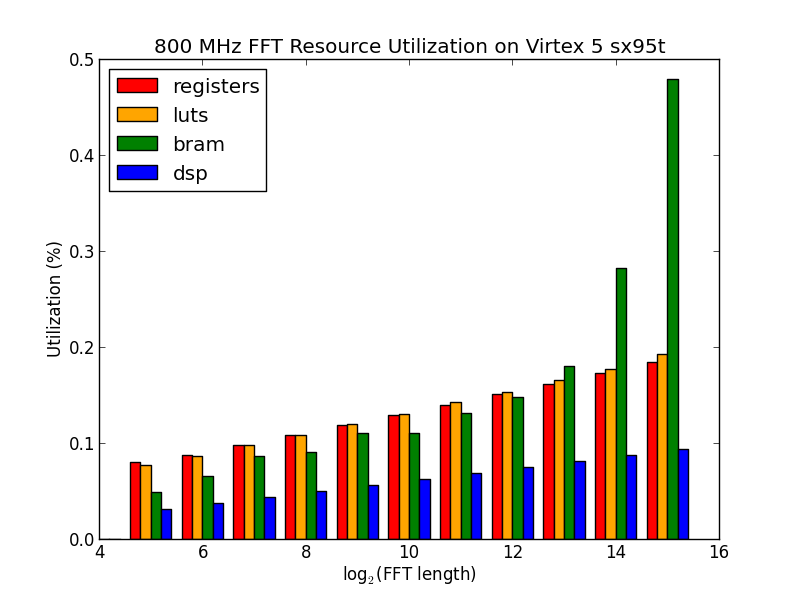 800 MHz FFT Resource Utilization on Virtex 5 sx95t
0.5
0.4
0.3
0.2
0.1
0.0
Utilization (%)
registers
luts
bram
dsp
4 6 8 10 12 14 16
log₂(FFT length)